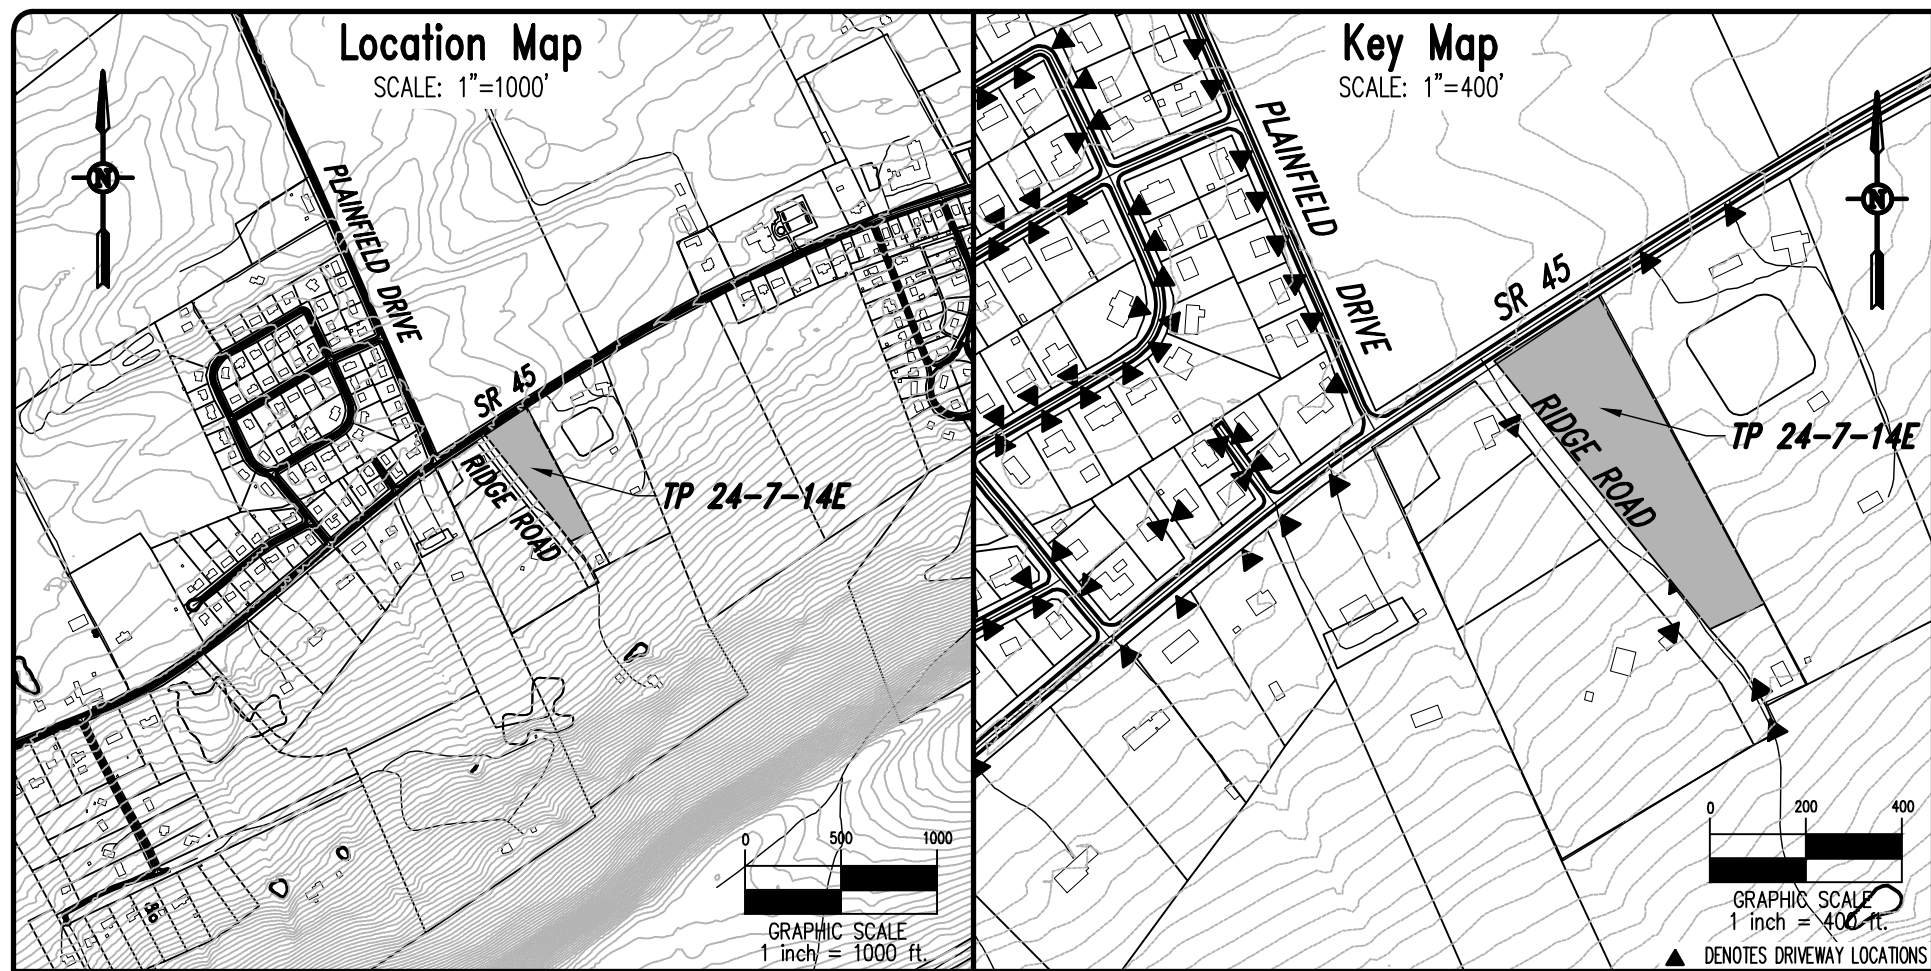 Location Map
SCALE: 1"=1000'
N
PLAINFIELD DRIVE
SR 45
RIDGE ROAD
TP 24-7-14E
0 500 1000
GRAPHIC SCALE
1 inch = 1000 ft.
Key Map
SCALE: 1"=400'
N
PLAINFIELD
DRIVE
SR 45
RIDGE ROAD
TP 24-7-14E
0 200 400
GRAPHIC SCALE
1 inch = 400 ft.
▲ DENOTES DRIVEWAY LOCATIONS